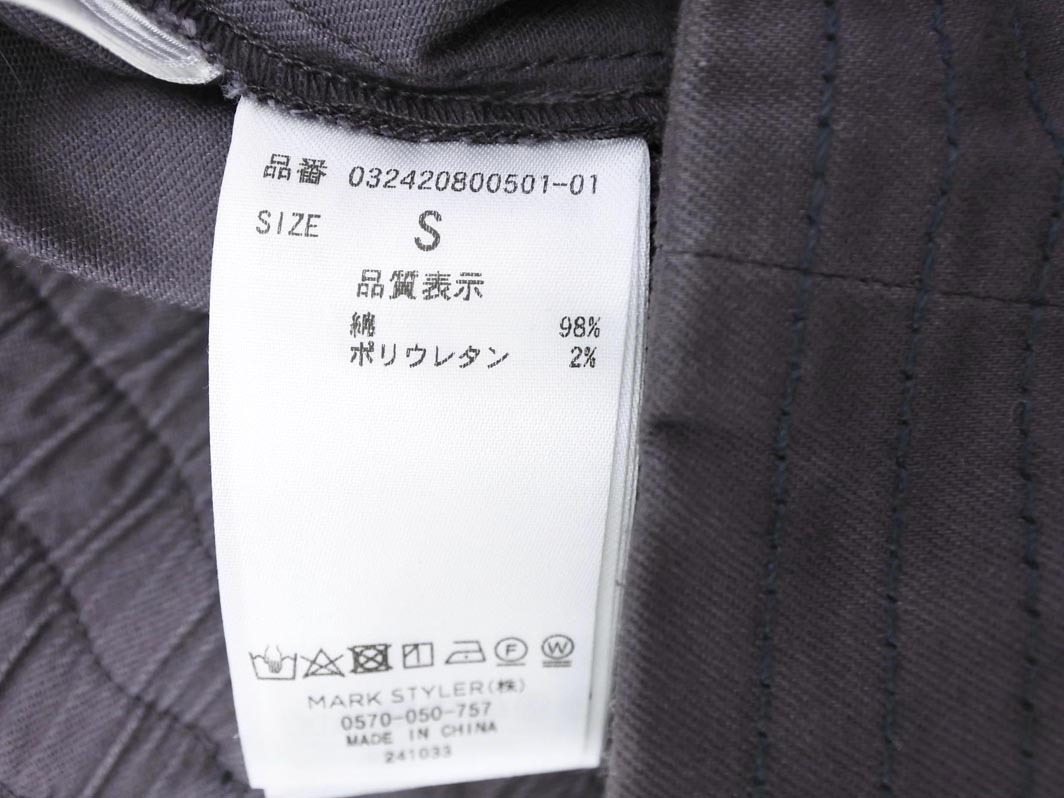 品番 032420800501-01
SIZE S
品質表示
綿 98%
ポリウレタン 2%
F W
MARK STYLER(株)
0570-050-757
MADE IN CHINA
241033